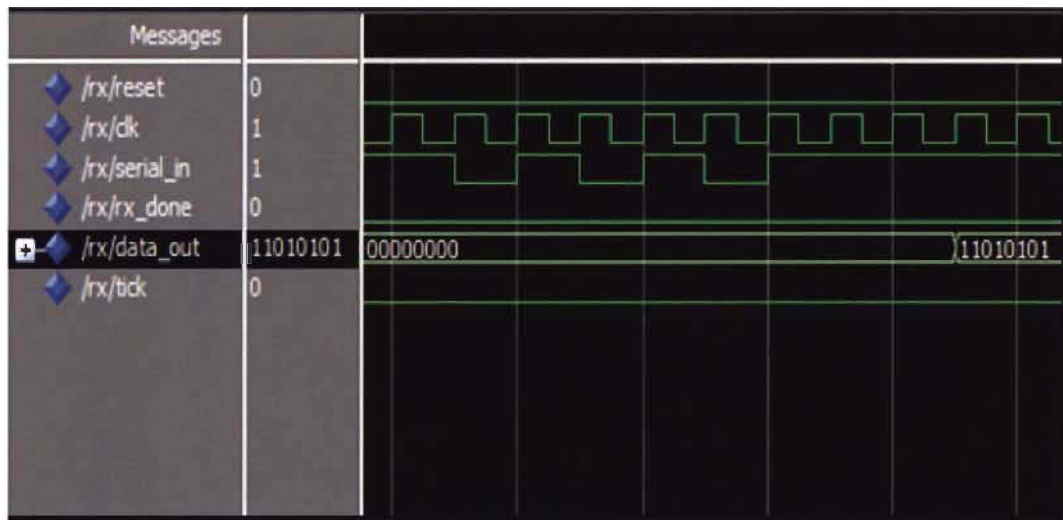 Messages
/rx/reset 0
/rx/clk 1
/rx/serial_in 1
/rx/rx_done 0
/rx/data_out 11010101 00000000 11010101
/rx/tick 0